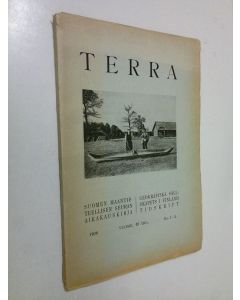 TERRA
SUOMEN MAANTIE-
TEELLISEN SEURAN
AIKAKAUSKIRJA
GEOGRAFISKA SÄLL-
SKAPETS I FINLAND
TIDSKRIFT